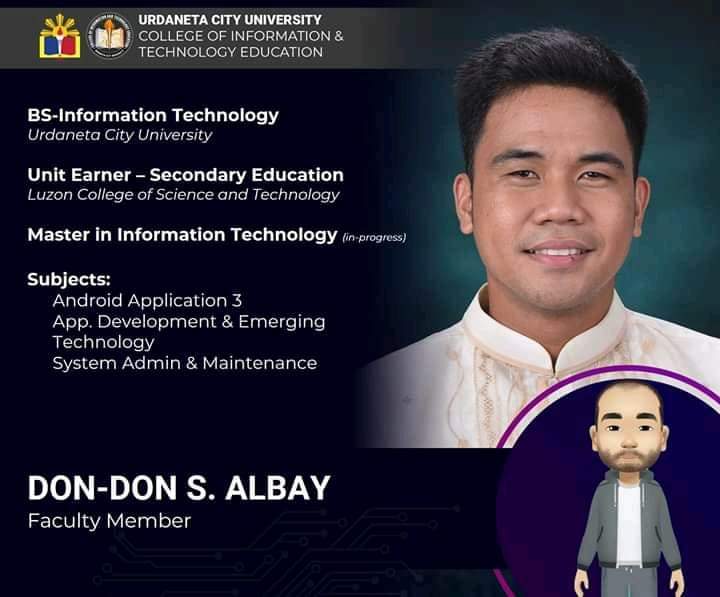 URDANETA CITY UNIVERSITY
COLLEGE OF INFORMATION &
TECHNOLOGY EDUCATION
BS-Information Technology
Urdaneta City University
Unit Earner – Secondary Education
Luzon College of Science and Technology
Master in Information Technology (in-progress)
Subjects:
Android Application 3
App. Development & Emerging
Technology
System Admin & Maintenance
DON-DON S. ALBAY
Faculty Member